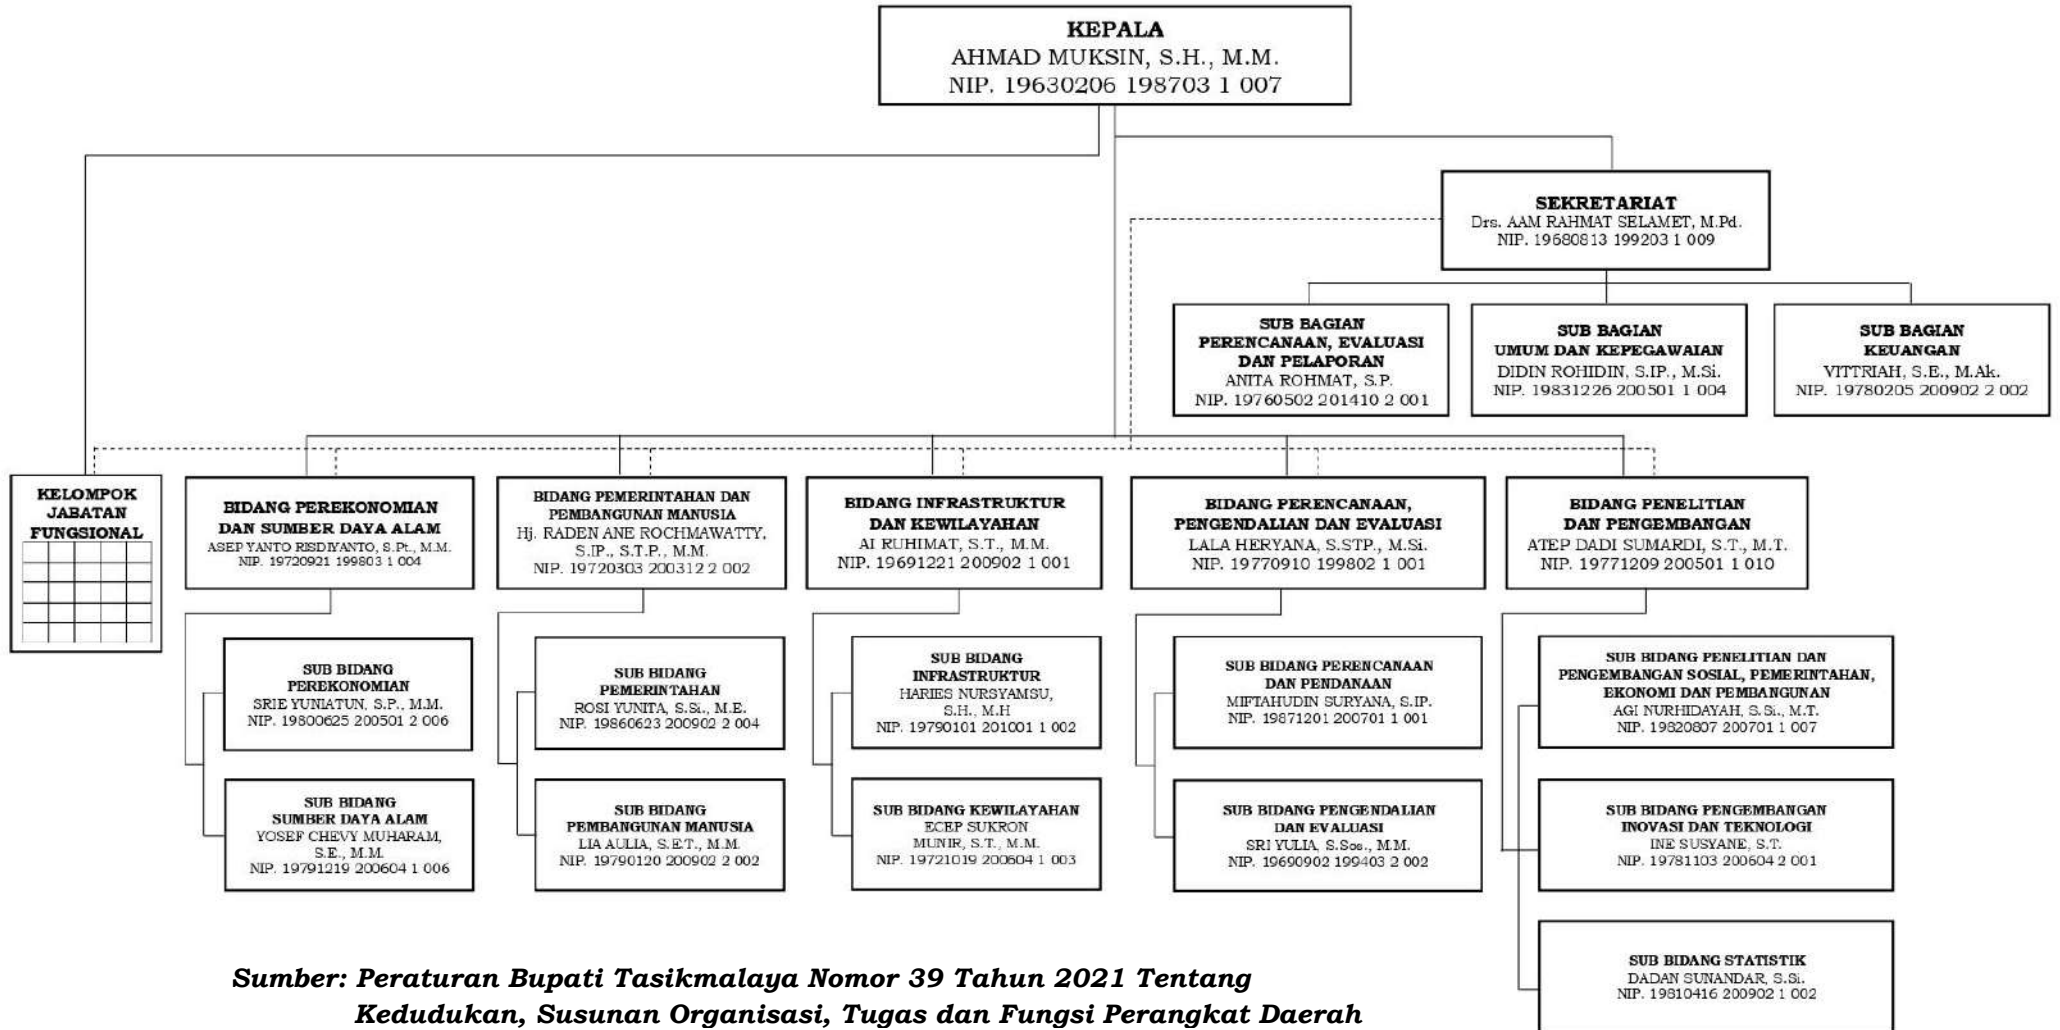 KEPALA
AHMAD MUKSIN, S.H., M.M.
NIP. 19630206 198703 1 007
SEKRETARIAT
Drs. AAM RAHMAT SELAMET, M.Pd.
NIP. 19680813 199203 1 009
SUB BAGIAN
PERENCANAAN, EVALUASI
DAN PELAPORAN
ANITA ROHMAT, S.P.
NIP. 19760502 201410 2 001
SUB BAGIAN
UMUM DAN KEPEGAWAIAN
DIDIN ROHIDIN, S.IP., M.Si.
NIP. 19831226 200501 1 004
SUB BAGIAN
KEUANGAN
VITTRIAH, S.E., M.Ak.
NIP. 19780205 200902 2 002
KELOMPOK
JABATAN
FUNGSIONAL
BIDANG PEREKONOMIAN
DAN SUMBER DAYA ALAM
ASEP YANTO RISDIYANTO, S.Pt., M.M.
NIP. 19720921 199803 1 004
BIDANG PEMERINTAHAN DAN
PEMBANGUNAN MANUSIA
Hj. RADEN ANE ROCHMAWATTY,
S.IP., S.T.P., M.M.
NIP. 19720303 200312 2 002
BIDANG INFRASTRUKTUR
DAN KEWILAYAHAN
AI RUHIMAT, S.T., M.M.
NIP. 19691221 200902 1 001
BIDANG PERENCANAAN,
PENGENDALIAN DAN EVALUASI
LALA HERYANA, S.STP., M.Si.
NIP. 19770910 199802 1 001
BIDANG PENELITIAN
DAN PENGEMBANGAN
ATEP DADI SUMARDI, S.T., M.T.
NIP. 19771209 200501 1 010
SUB BIDANG
PEREKONOMIAN
SRIE YUNIATUN, S.P., M.M.
NIP. 19800625 200501 2 006
SUB BIDANG
PEMERINTAHAN
ROSI YUNITA, S.Si., M.E.
NIP. 19860623 200902 2 004
SUB BIDANG
INFRASTRUKTUR
HARIES NURSYAMSU,
S.H., M.H
NIP. 19790101 201001 1 002
SUB BIDANG PERENCANAAN
DAN PENDANAAN
MIFTAHUDIN SURYANA, S.IP.
NIP. 19871201 200701 1 001
SUB BIDANG PENELITIAN DAN
PENGEMBANGAN SOSIAL, PEMERINTAHAN,
EKONOMI DAN PEMBANGUNAN
AGI NURHIDAYAH, S.Si., M.T.
NIP. 19820807 200701 1 007
SUB BIDANG
SUMBER DAYA ALAM
YOSEF CHEVY MUHARAM,
S.E., M.M.
NIP. 19791219 200604 1 006
SUB BIDANG
PEMBANGUNAN MANUSIA
LIA AULIA, S.E.T., M.M.
NIP. 19790120 200902 2 002
SUB BIDANG KEWILAYAHAN
ECEP SUKRON
MUNIR, S.T., M.M.
NIP. 19721019 200604 1 003
SUB BIDANG PENGENDALIAN
DAN EVALUASI
SRI YULIA, S.Sos., M.M.
NIP. 19690902 199403 2 002
SUB BIDANG PENGEMBANGAN
INOVASI DAN TEKNOLOGI
INE SUSYANE, S.T.
NIP. 19781103 200604 2 001
SUB BIDANG STATISTIK
DADAN SUNANDAR, S.Si.
NIP. 19810416 200902 1 002
Sumber: Peraturan Bupati Tasikmalaya Nomor 39 Tahun 2021 Tentang
Kedudukan, Susunan Organisasi, Tugas dan Fungsi Perangkat Daerah